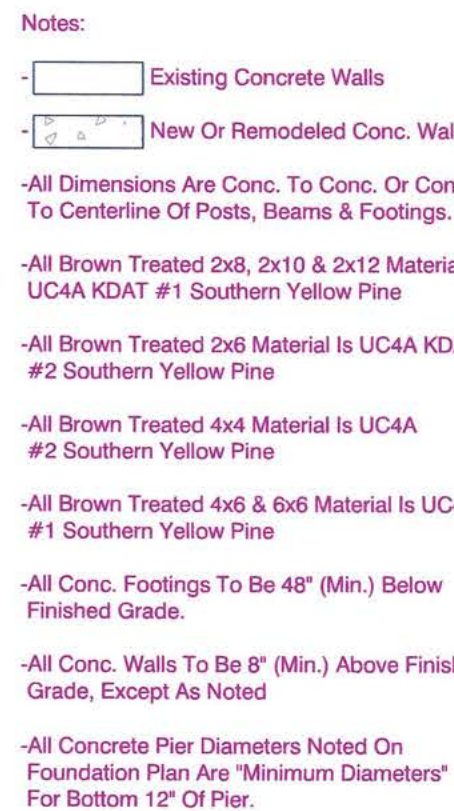 Notes:
- Existing Concrete Walls
- New Or Remodeled Conc.
-All Dimensions Are Conc. To Conc. Or
To Centerline Of Posts, Beams & Footings.
-All Brown Treated 2x8, 2x10 & 2x12
UC4A KDAT #1 Southern Yellow Pine
-All Brown Treated 2x6 Material Is UC4A
#2 Southern Yellow Pine
-All Brown Treated 4x4 Material Is UC4A
#2 Southern Yellow Pine
-All Brown Treated 4x6 & 6x6 Material Is
#1 Southern Yellow Pine
-All Conc. Footings To Be 48" (Min.) Below
Finished Grade.
-All Conc. Walls To Be 8" (Min.) Above
Grade, Except As Noted
-All Concrete Pier Diameters Noted On
Foundation Plan Are "Minimum Diameters"
For Bottom 12" Of Pier.